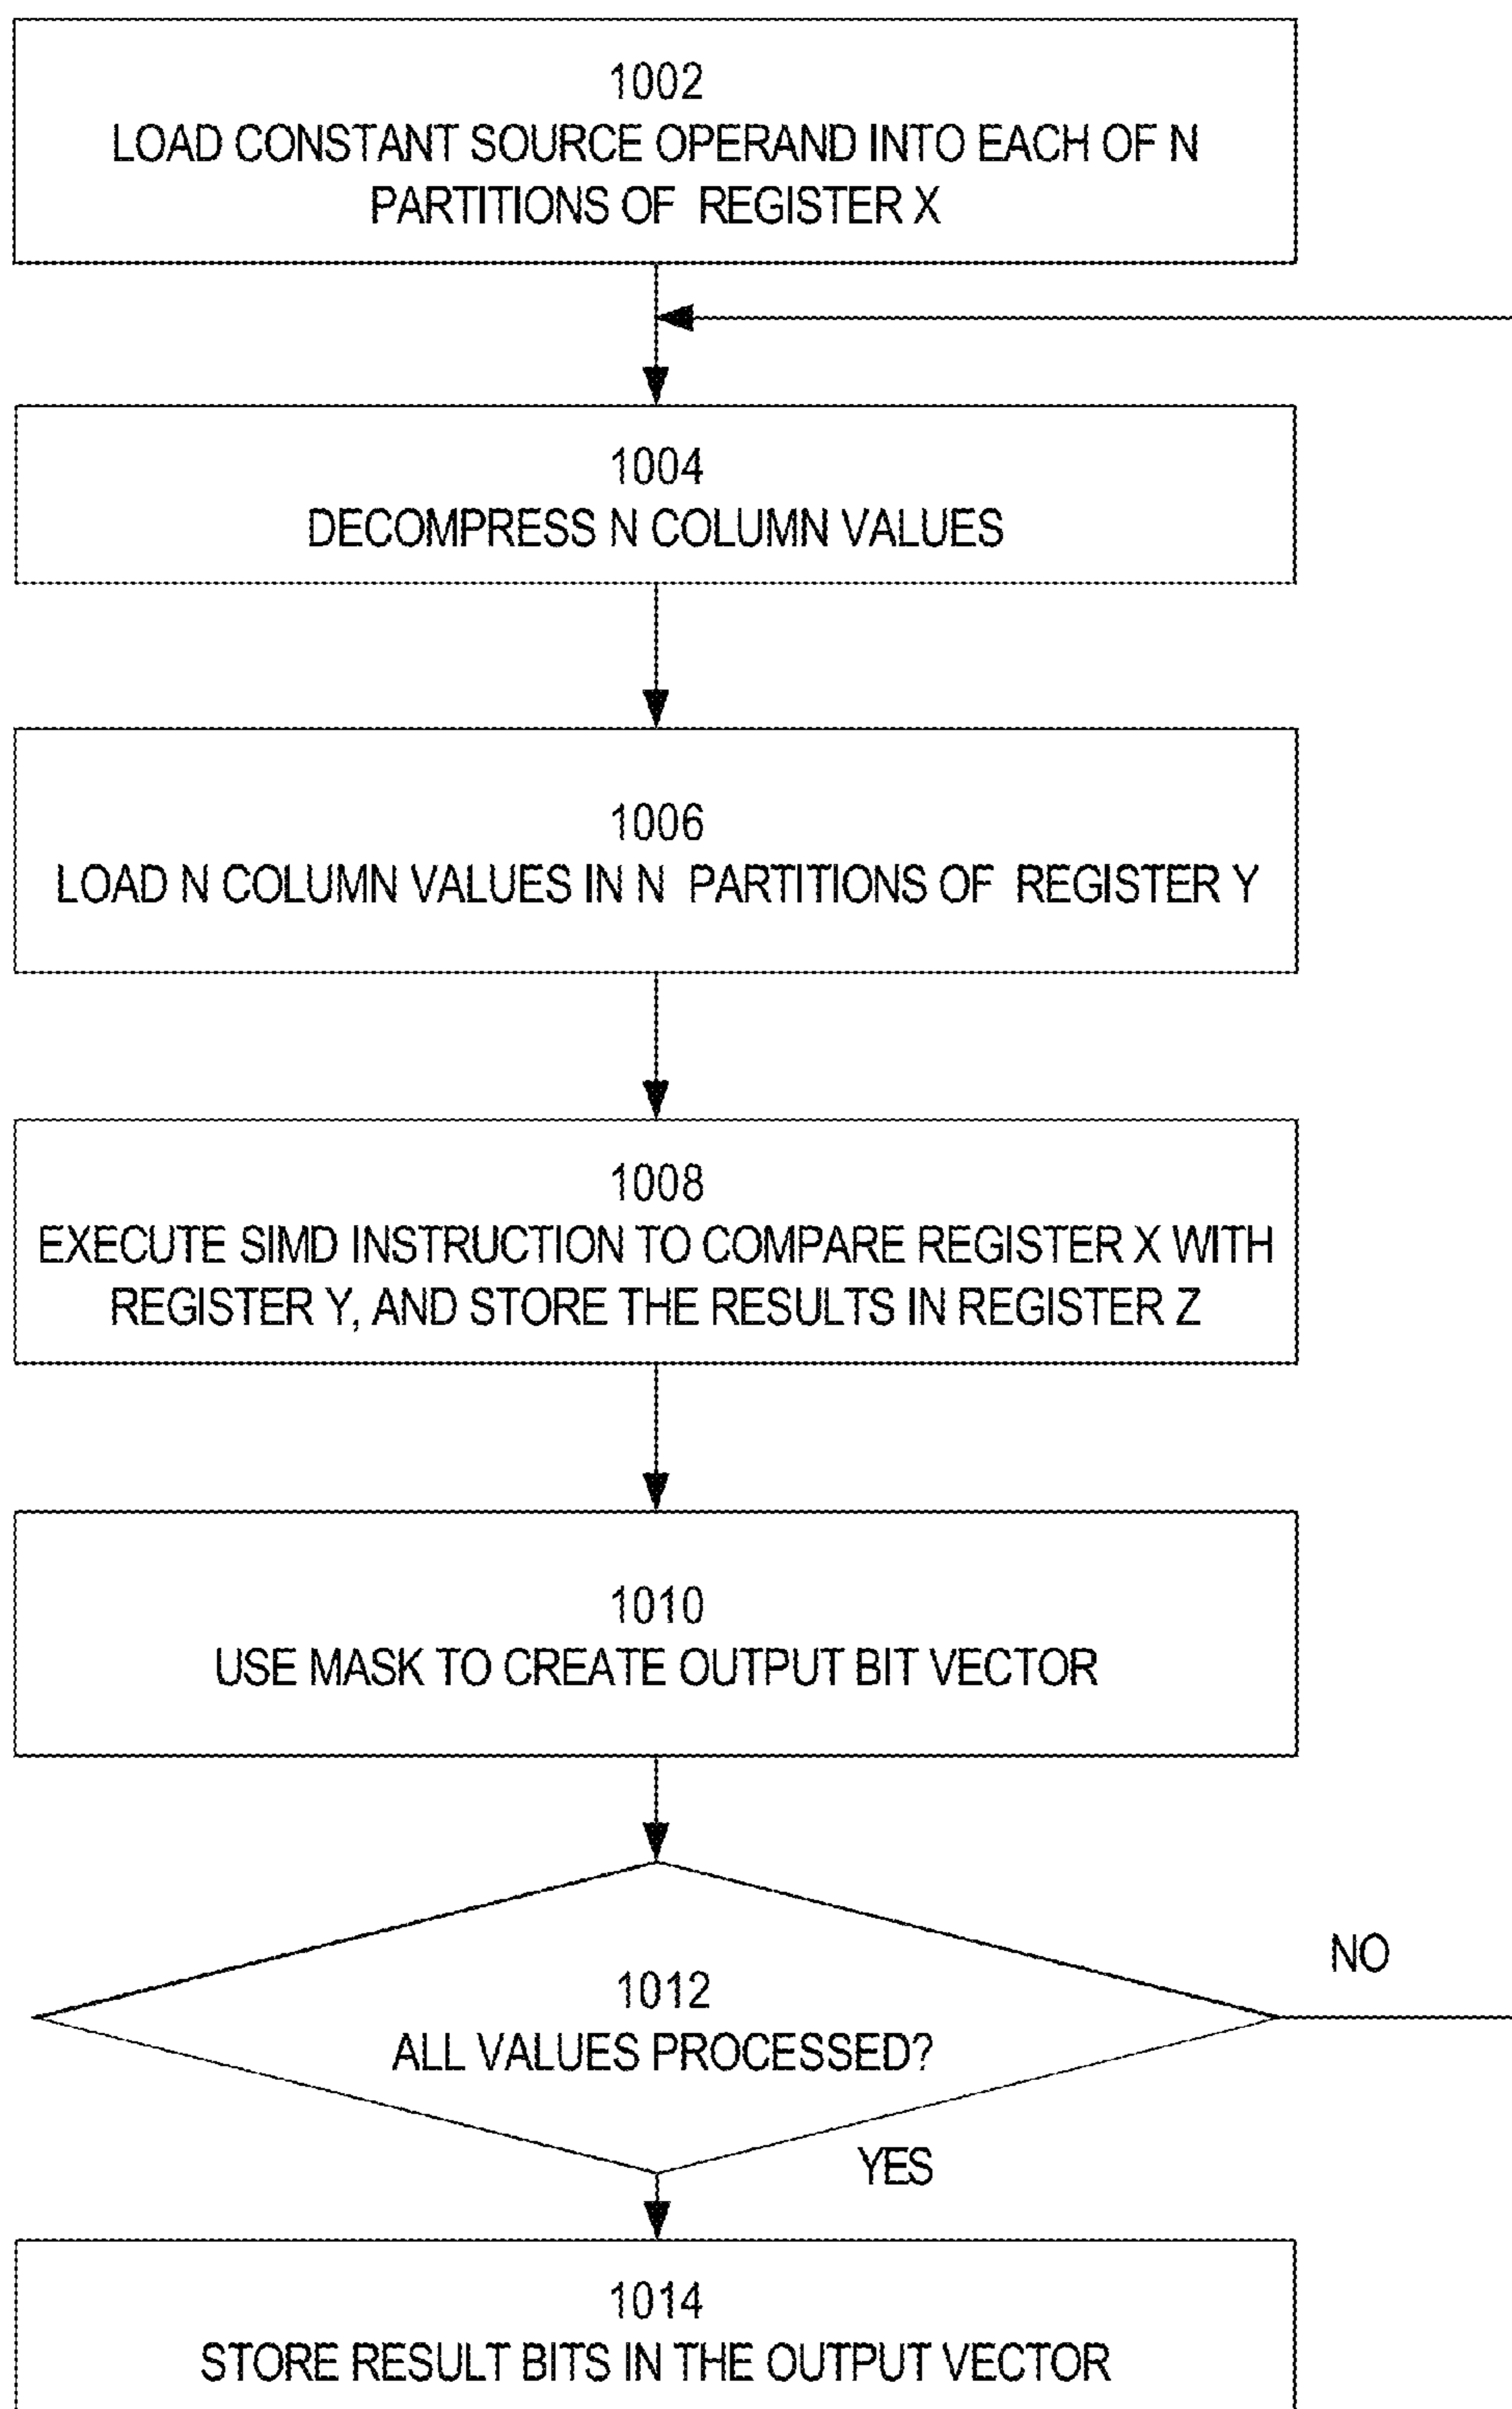 1002
LOAD CONSTANT SOURCE OPERAND INTO EACH OF N
PARTITIONS OF REGISTER X
1004
DECOMPRESS N COLUMN VALUES
1006
LOAD N COLUMN VALUES IN N PARTITIONS OF REGISTER Y
1008
EXECUTE SIMD INSTRUCTION TO COMPARE REGISTER X WITH
REGISTER Y, AND STORE THE RESULTS IN REGISTER Z
1010
USE MASK TO CREATE OUTPUT BIT VECTOR
NO
1012
ALL VALUES PROCESSED?
YES
1014
STORE RESULT BITS IN THE OUTPUT VECTOR